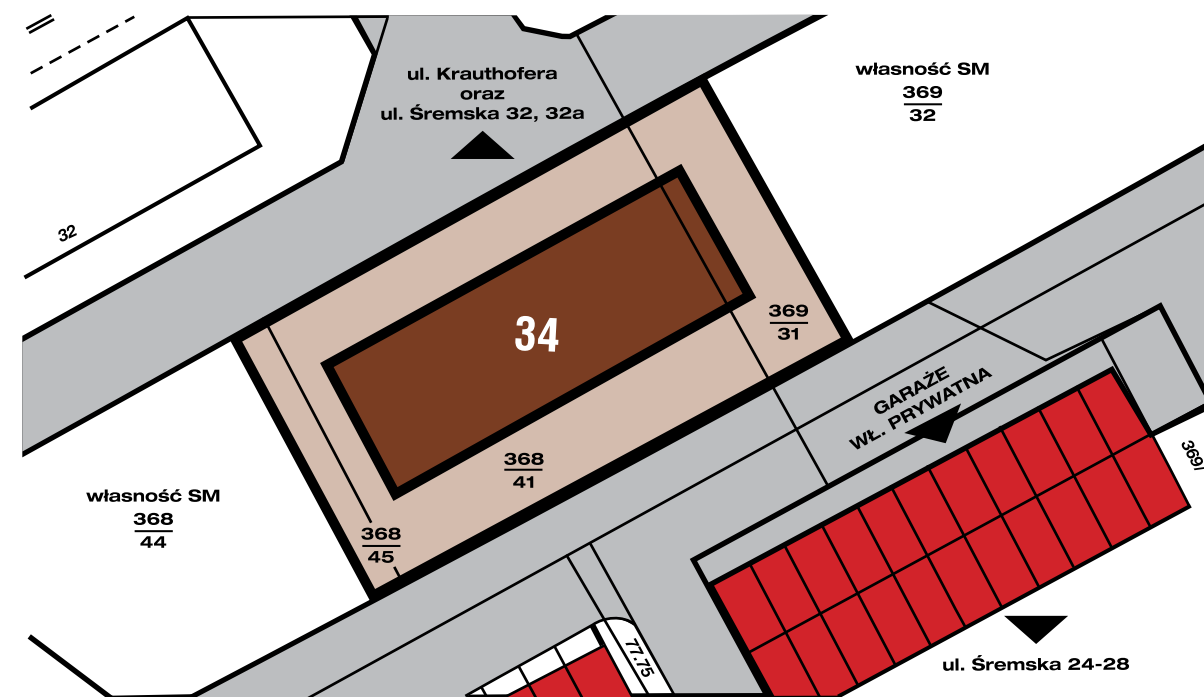 ul. Krauthofera
oraz
ul. Śremska 32, 32a
własność SM
369
32
32
34
369
31
GARAŻE
WŁ. PRYWATNA
368
41
własność SM
368
44
368
45
369/
77.75
ul. Śremska 24-28